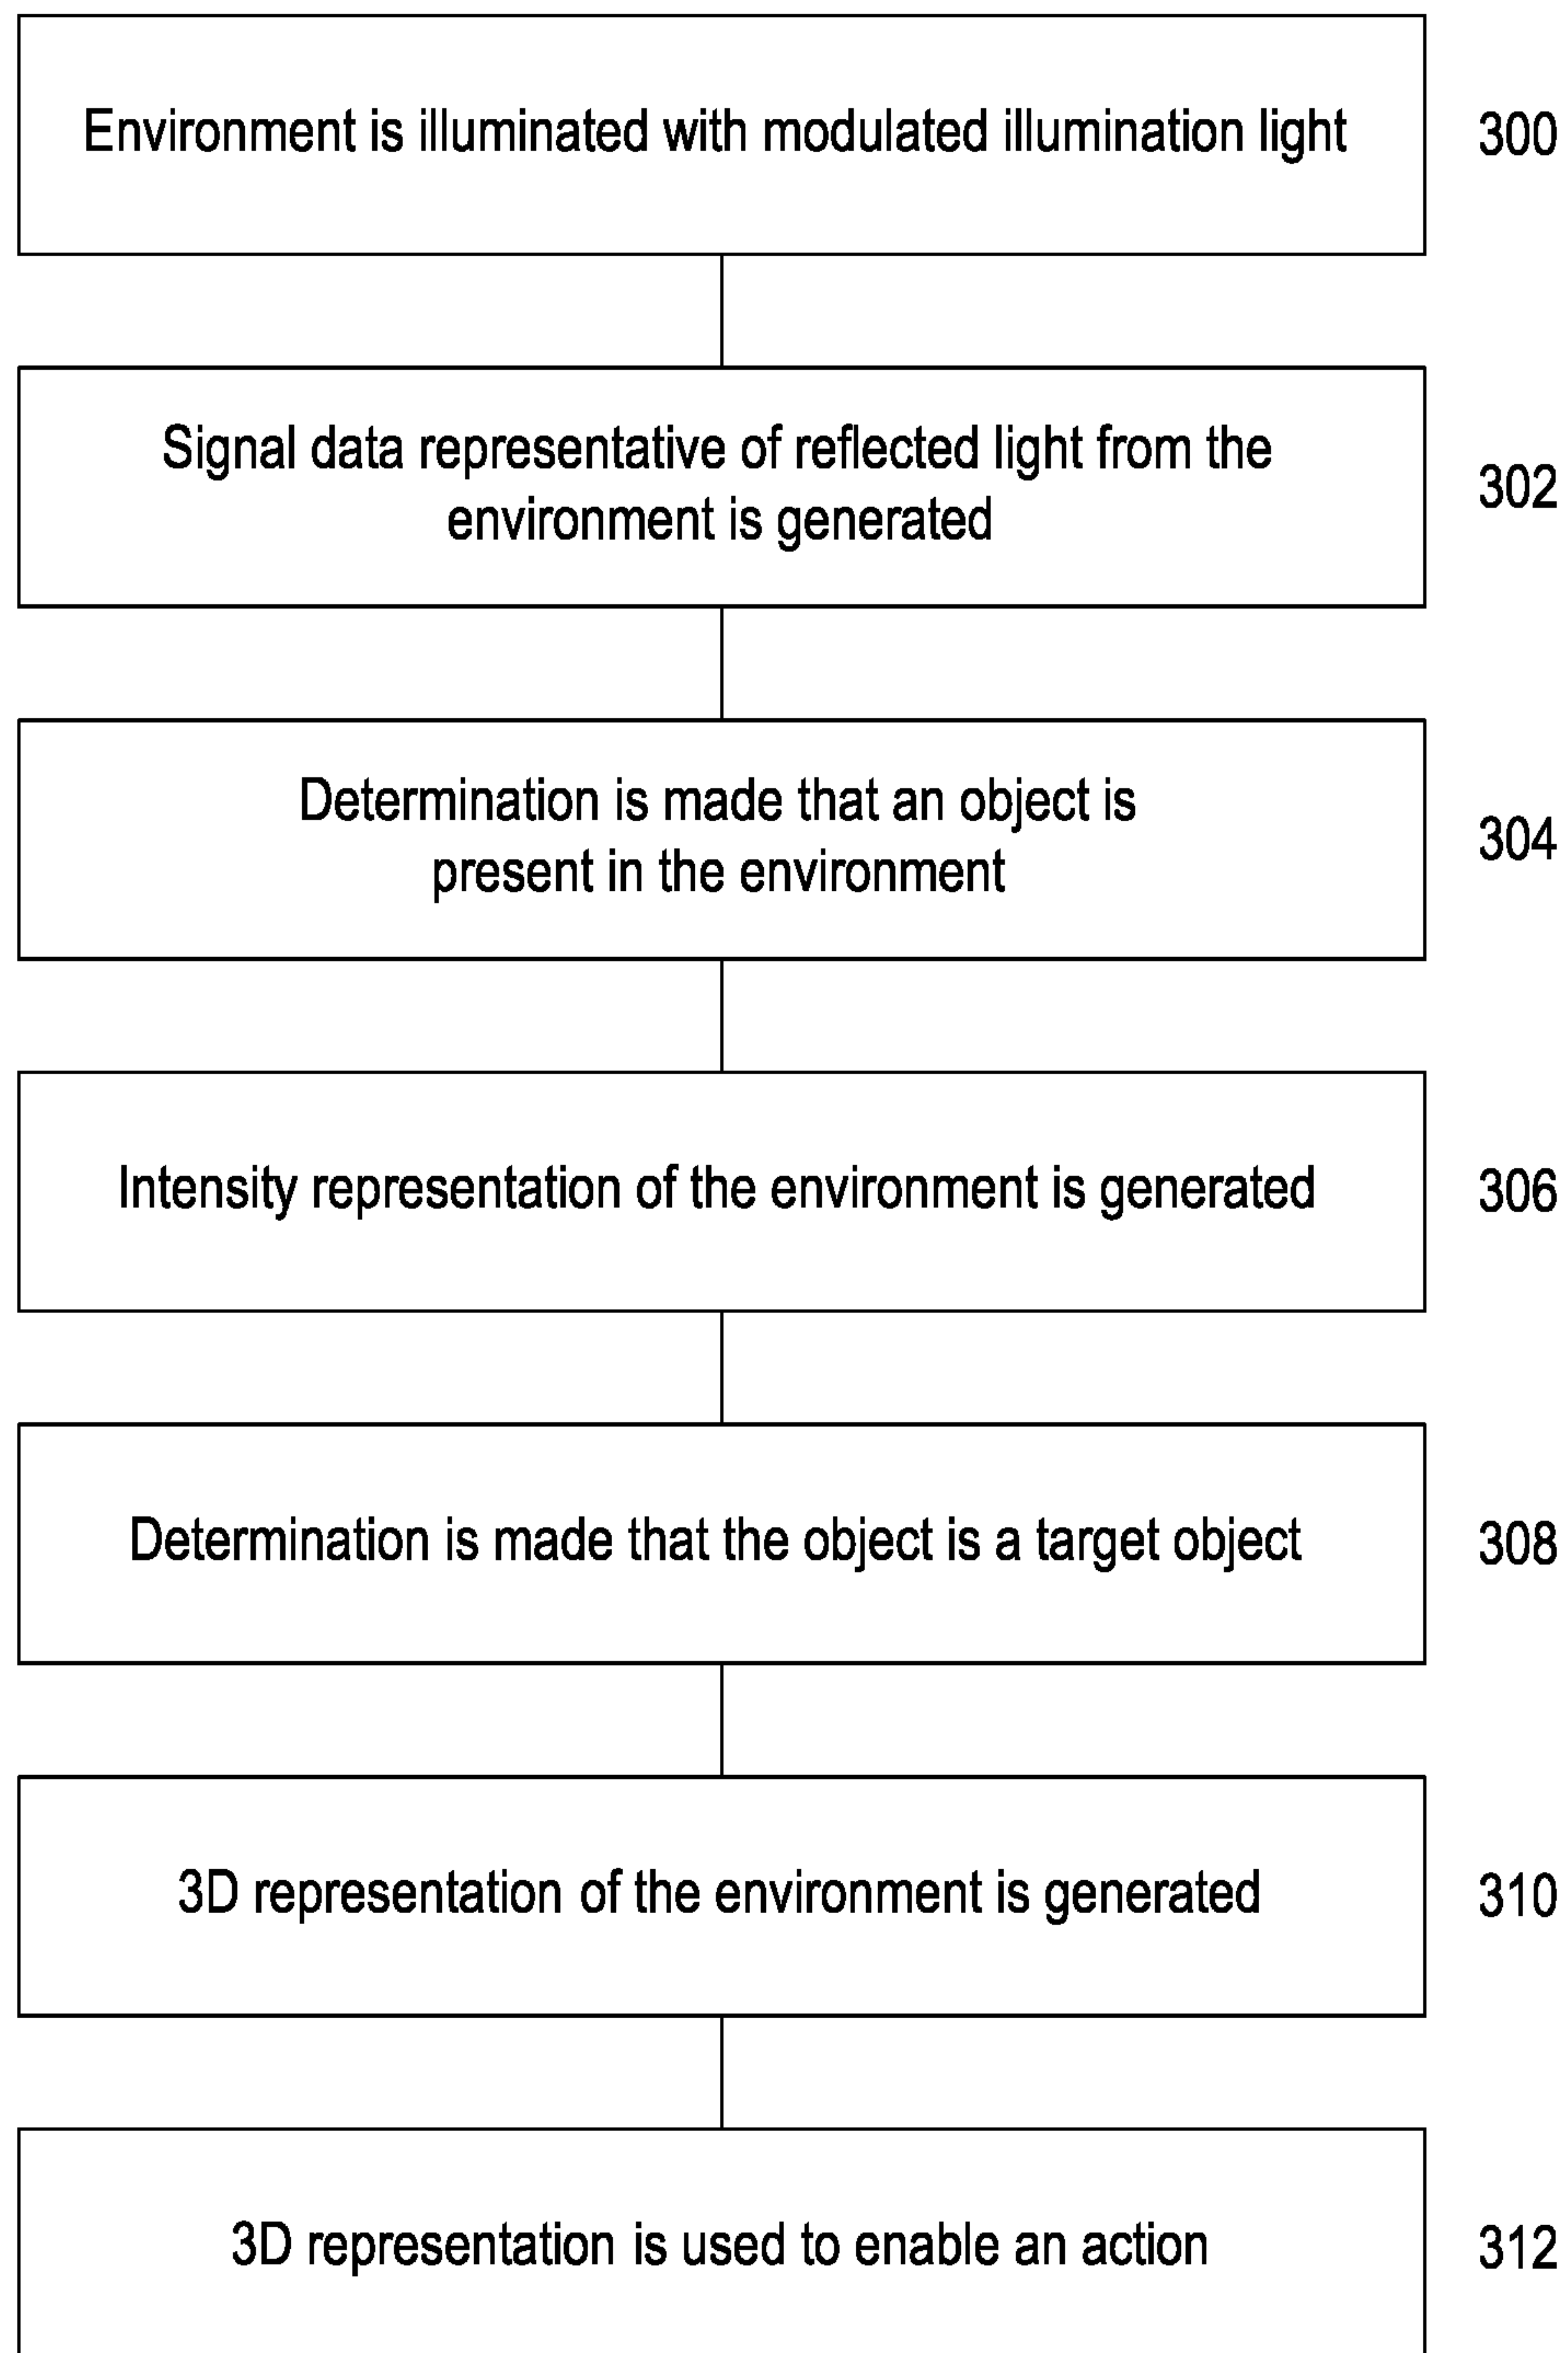 Environment is illuminated with modulated illumination light
300
Signal data representative of reflected light from the
environment is generated
302
Determination is made that an object is
present in the environment
304
Intensity representation of the environment is generated
306
Determination is made that the object is a target object
308
3D representation of the environment is generated
310
3D representation is used to enable an action
312